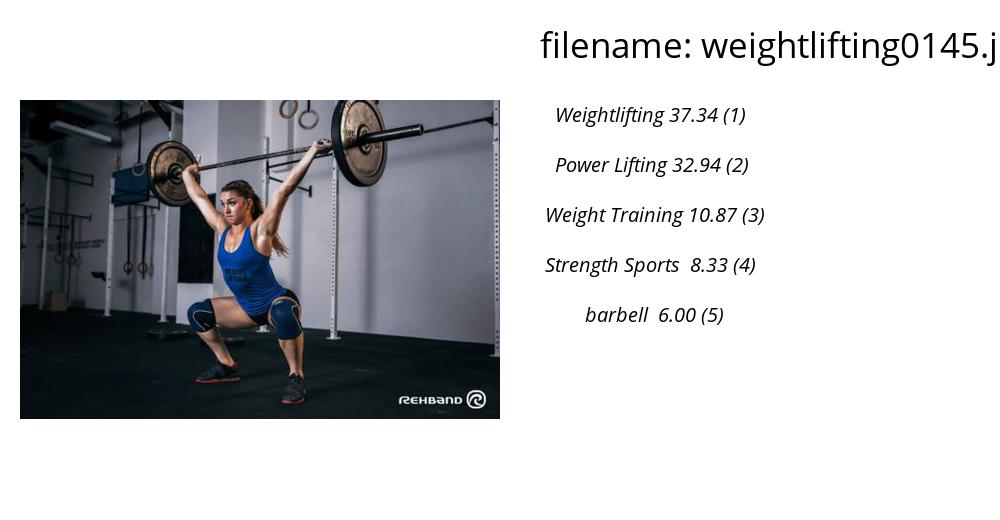 filename: weightlifting0145.j
Weightlifting 37.34 (1)
Power Lifting 32.94 (2)
Weight Training 10.87 (3)
Strength Sports 8.33 (4)
barbell 6.00 (5)
REHBAND